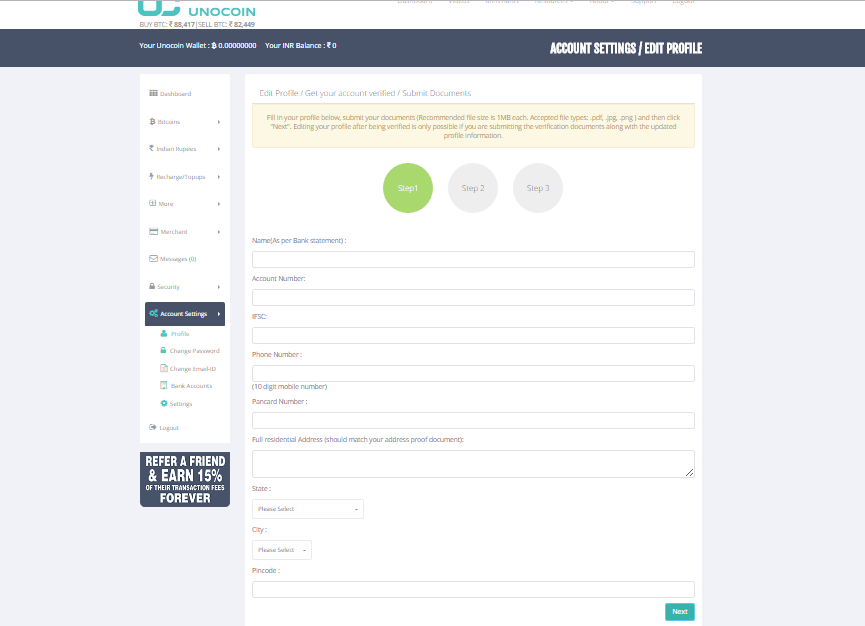 Dashboard Videos Merchants Resources About Support Logout
UNOCOIN
BUY BTC: ₹ 88,417|SELL BTC: ₹ 82,449
Your Unocoin Wallet : ฿ 0.00000000 Your INR Balance : ₹ 0
ACCOUNT SETTINGS / EDIT PROFILE
Dashboard
Bitcoins
Indian Rupees
Recharge/Topups
More
Merchant
Messages (0)
Security
Account Settings
Profile
Change Password
Change Email-ID
Bank Accounts
Settings
Logout
REFER A FRIEND
& EARN 15%
OF THEIR TRANSACTION FEES
FOREVER
Edit Profile / Get your account verified / Submit Documents
Fill in your profile below, submit your documents (Recommended file size is 1MB each. Accepted file types: .pdf, .jpg, .png ) and then click
"Next". Editing your profile after being verified is only possible if you are submitting the verification documents along with the updated
profile information.
Step1
Step 2
Step 3
Name(As per Bank statement) :
Account Number:
IFSC:
Phone Number :
(10 digit mobile number)
Pancard Number :
Full residential Address (should match your address proof document):
State :
Please Select
City :
Please Select
Pincode :
Next